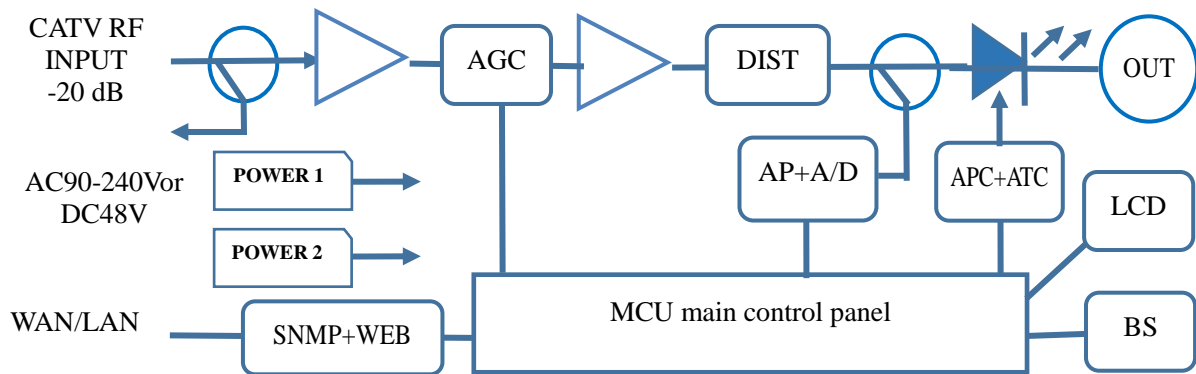 CATV RF
INPUT
-20 dB
AGC
DIST
OUT
AC90-240Vor
DC48V
POWER 1
POWER 2
AP+A/D
APC+ATC
LCD
WAN/LAN
SNMP+WEB
MCU main control panel
BS